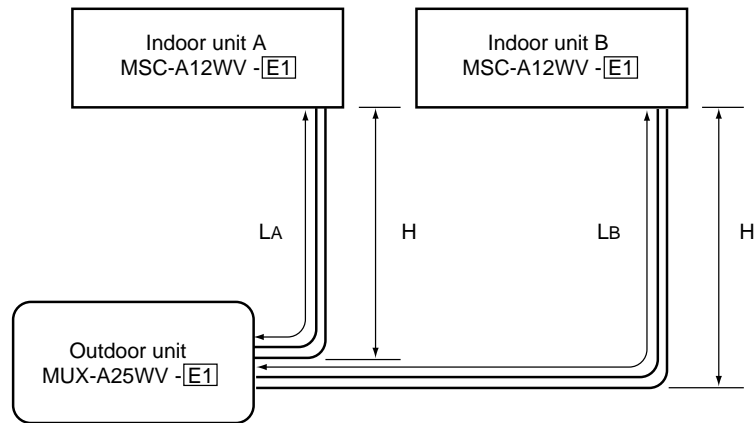 Indoor unit A
MSC-A12WV - E1
Indoor unit B
MSC-A12WV - E1
LA
H
LB
H
Outdoor unit
MUX-A25WV - E1